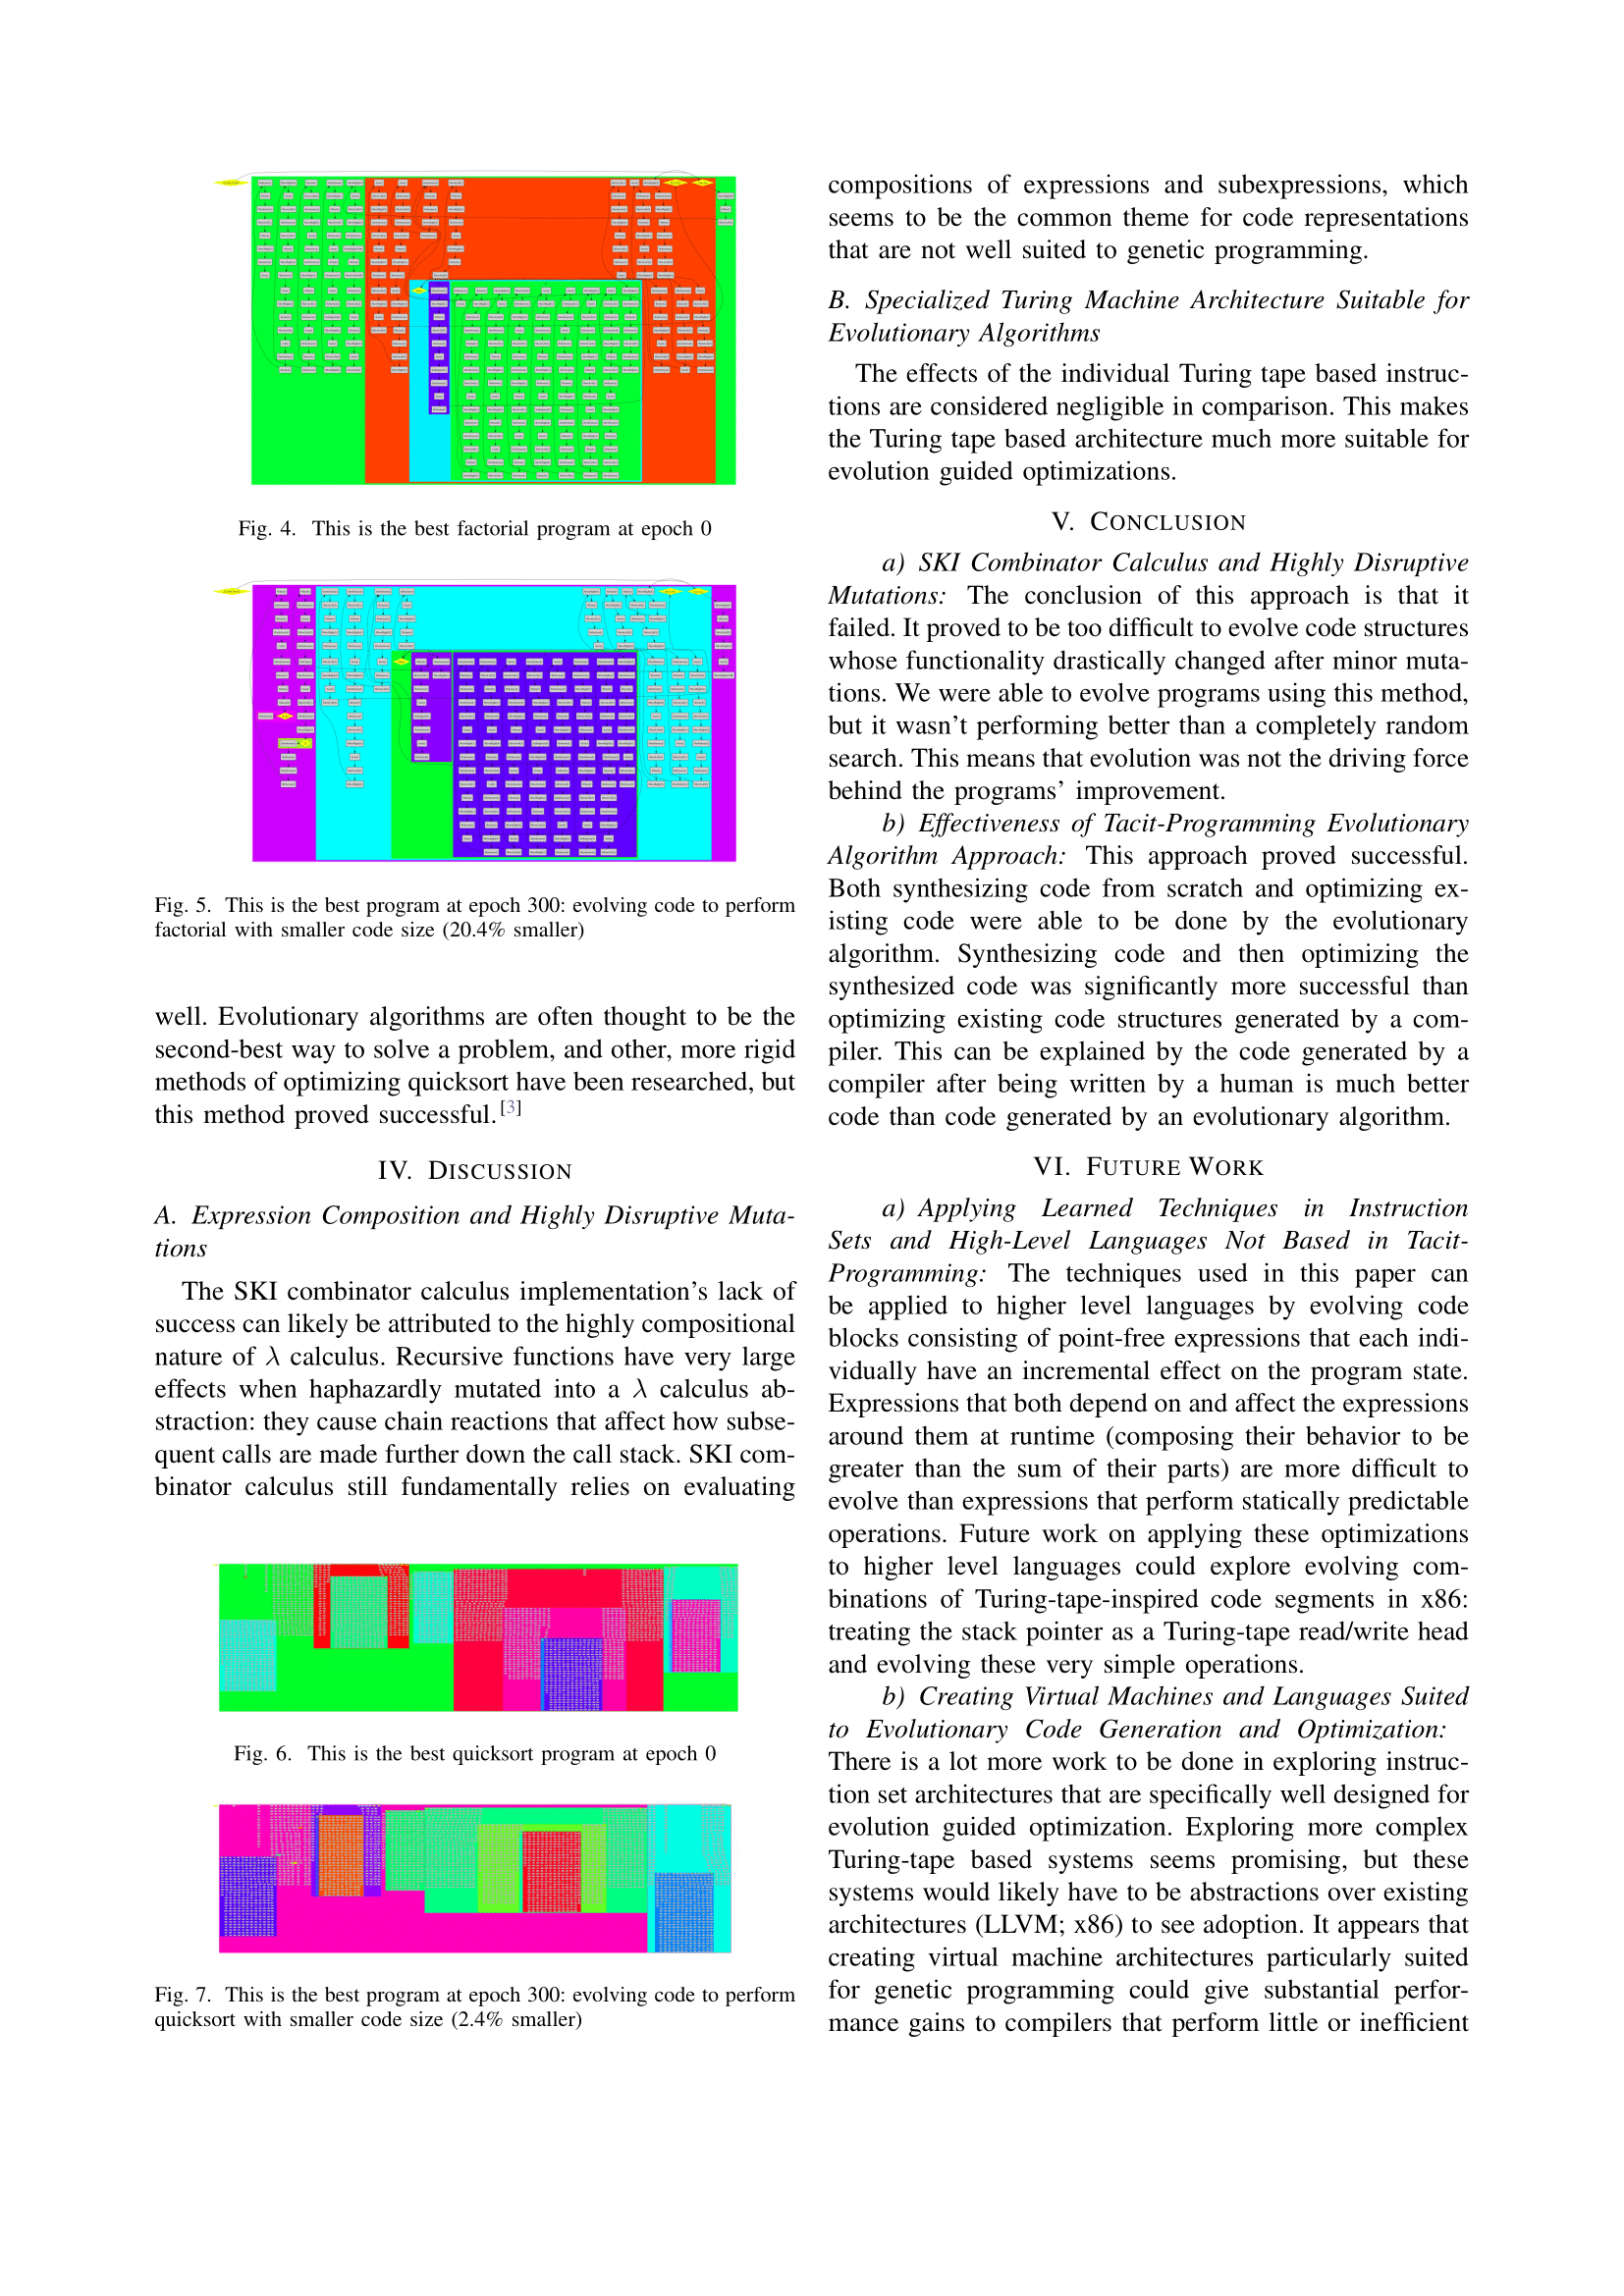 Fig. 4. This is the best factorial program at epoch 0
Fig. 5. This is the best program at epoch 300: evolving code to perform
factorial with smaller code size (20.4% smaller)
well. Evolutionary algorithms are often thought to be the
second-best way to solve a problem, and other, more rigid
methods of optimizing quicksort have been researched, but
this method proved successful.[3]
IV. DISCUSSION
A. Expression Composition and Highly Disruptive Muta-
tions
The SKI combinator calculus implementation's lack of
success can likely be attributed to the highly compositional
nature of λ calculus. Recursive functions have very large
effects when haphazardly mutated into a λ calculus ab-
straction: they cause chain reactions that affect how subse-
quent calls are made further down the call stack. SKI com-
binator calculus still fundamentally relies on evaluating
Fig. 6. This is the best quicksort program at epoch 0
Fig. 7. This is the best program at epoch 300: evolving code to perform
quicksort with smaller code size (2.4% smaller)
compositions of expressions and subexpressions, which
seems to be the common theme for code representations
that are not well suited to genetic programming.
B. Specialized Turing Machine Architecture Suitable for
Evolutionary Algorithms
The effects of the individual Turing tape based instruc-
tions are considered negligible in comparison. This makes
the Turing tape based architecture much more suitable for
evolution guided optimizations.
V. CONCLUSION
a) SKI Combinator Calculus and Highly Disruptive
Mutations: The conclusion of this approach is that it
failed. It proved to be too difficult to evolve code structures
whose functionality drastically changed after minor muta-
tions. We were able to evolve programs using this method,
but it wasn't performing better than a completely random
search. This means that evolution was not the driving force
behind the programs' improvement.
b) Effectiveness of Tacit-Programming Evolutionary
Algorithm Approach: This approach proved successful.
Both synthesizing code from scratch and optimizing ex-
isting code were able to be done by the evolutionary
algorithm. Synthesizing code and then optimizing the
synthesized code was significantly more successful than
optimizing existing code structures generated by a com-
piler. This can be explained by the code generated by a
compiler after being written by a human is much better
code than code generated by an evolutionary algorithm.
VI. FUTURE WORK
a) Applying Learned Techniques in Instruction
Sets and High-Level Languages Not Based in Tacit-
Programming: The techniques used in this paper can
be applied to higher level languages by evolving code
blocks consisting of point-free expressions that each indi-
vidually have an incremental effect on the program state.
Expressions that both depend on and affect the expressions
around them at runtime (composing their behavior to be
greater than the sum of their parts) are more difficult to
evolve than expressions that perform statically predictable
operations. Future work on applying these optimizations
to higher level languages could explore evolving com-
binations of Turing-tape-inspired code segments in x86:
treating the stack pointer as a Turing-tape read/write head
and evolving these very simple operations.
b) Creating Virtual Machines and Languages Suited
to Evolutionary Code Generation and Optimization:
There is a lot more work to be done in exploring instruc-
tion set architectures that are specifically well designed for
evolution guided optimization. Exploring more complex
Turing-tape based systems seems promising, but these
systems would likely have to be abstractions over existing
architectures (LLVM; x86) to see adoption. It appears that
creating virtual machine architectures particularly suited
for genetic programming could give substantial perfor-
mance gains to compilers that perform little or inefficient